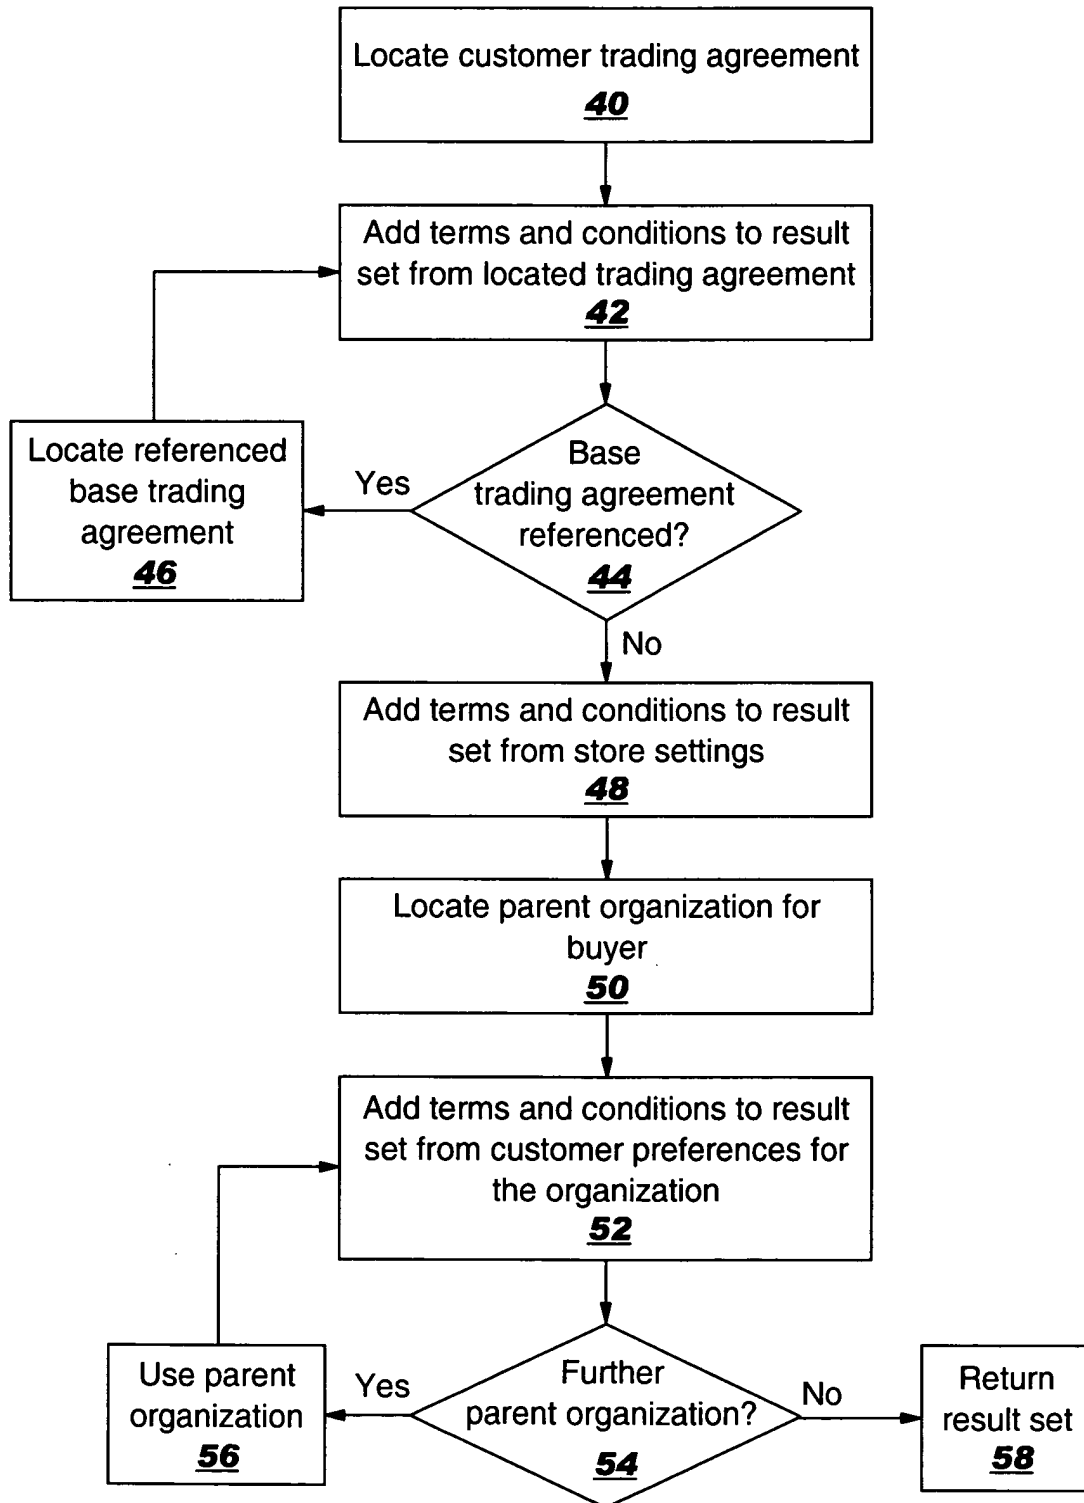 Locate customer trading agreement
40
Add terms and conditions to result
set from located trading agreement
42
Locate referenced
base trading
agreement
46
Yes
Base
trading agreement
referenced?
44
No
Add terms and conditions to result
set from store settings
48
Locate parent organization for
buyer
50
Add terms and conditions to result
set from customer preferences for
the organization
52
Use parent
organization
56
Yes
Further
parent organization?
54
No
Return
result set
58